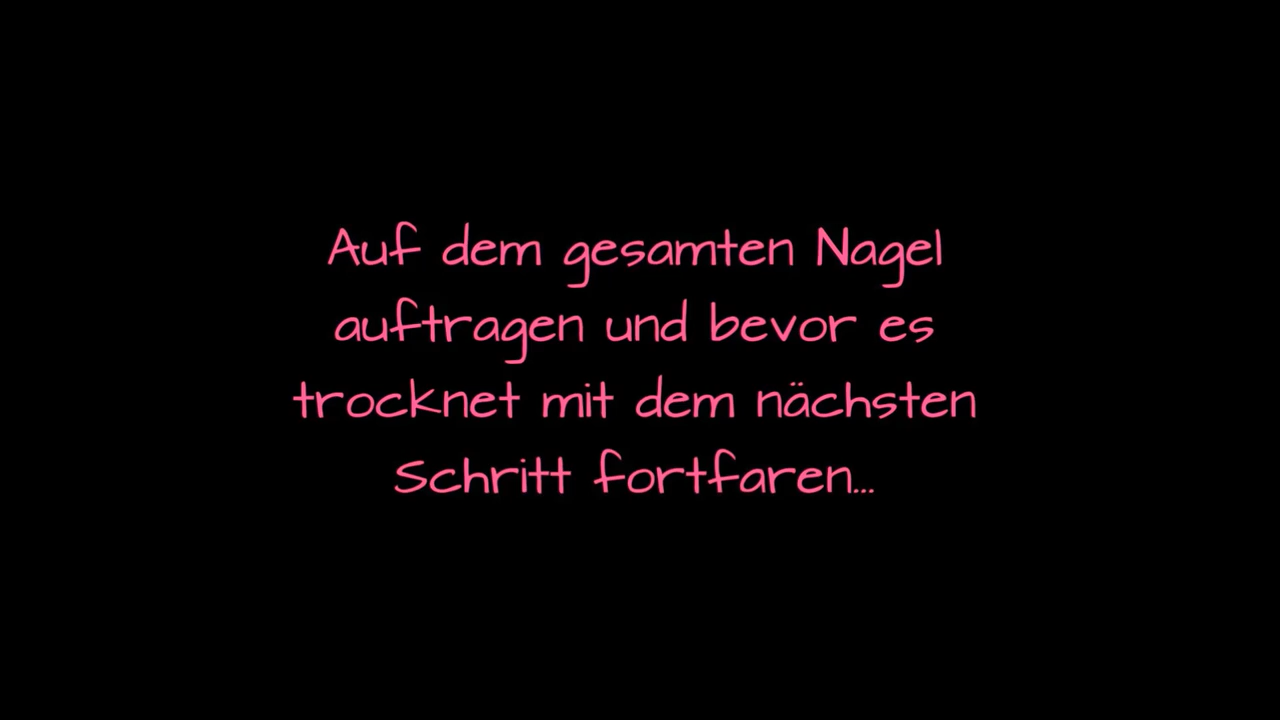 Auf dem gesamten Nagel
auftragen und bevor es
trocknet mit dem nächsten
Schritt fortfaren...